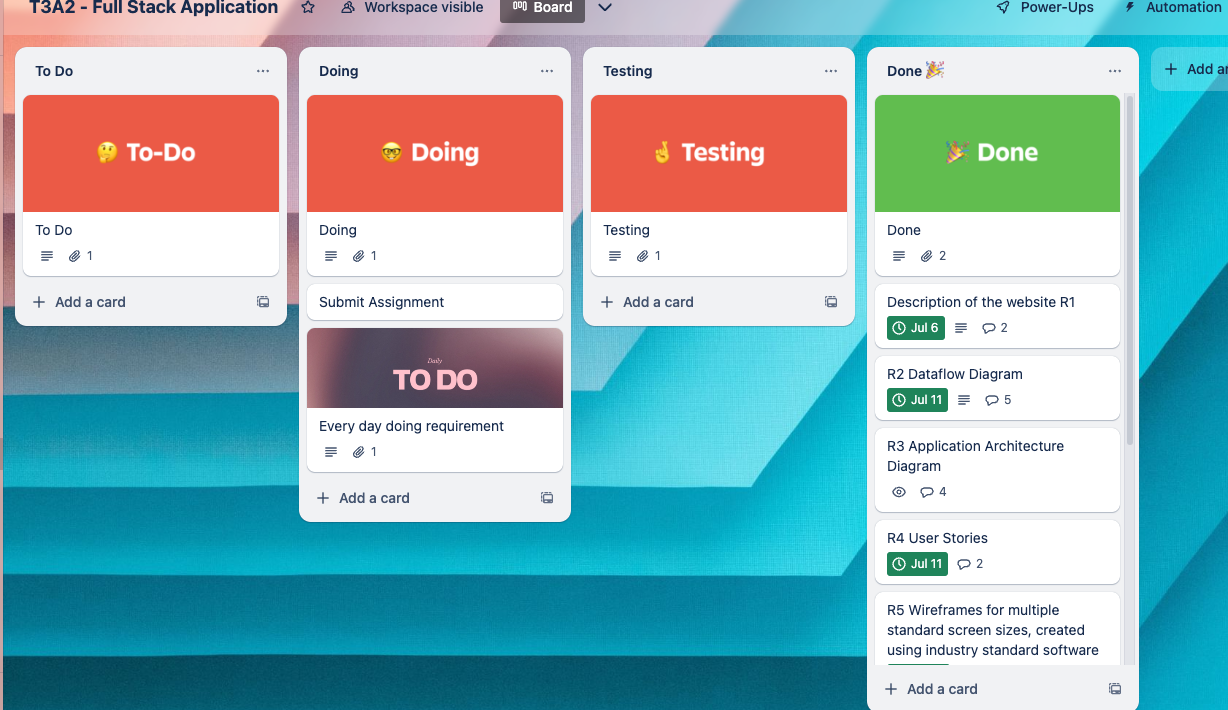 T3A2 - Full Stack Application
Workspace visible
Board
Power-Ups
Automation
To Do
To-Do
To Do
1
Add a card
Doing
Doing
Doing
1
Submit Assignment
Daily
TO DO
Every day doing requirement
1
Add a card
Testing
Testing
Testing
1
Add a card
Done
Done
Done
2
Description of the website R1
Jul 6
2
R2 Dataflow Diagram
Jul 11
5
R3 Application Architecture
Diagram
4
R4 User Stories
Jul 11
2
R5 Wireframes for multiple
standard screen sizes, created
using industry standard software
Add a card
Add